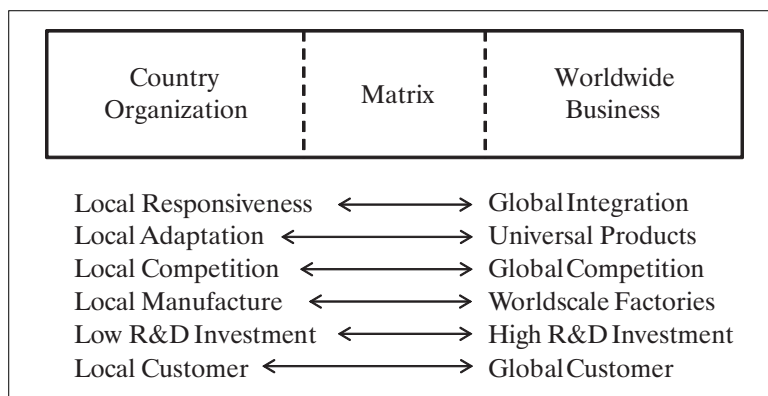 Country
Organization
Matrix
Worldwide
Business
Local Responsiveness Global Integration
Local Adaptation Universal Products
Local Competition Global Competition
Local Manufacture Worldscale Factories
Low R&D Investment High R&D Investment
Local Customer Global Customer